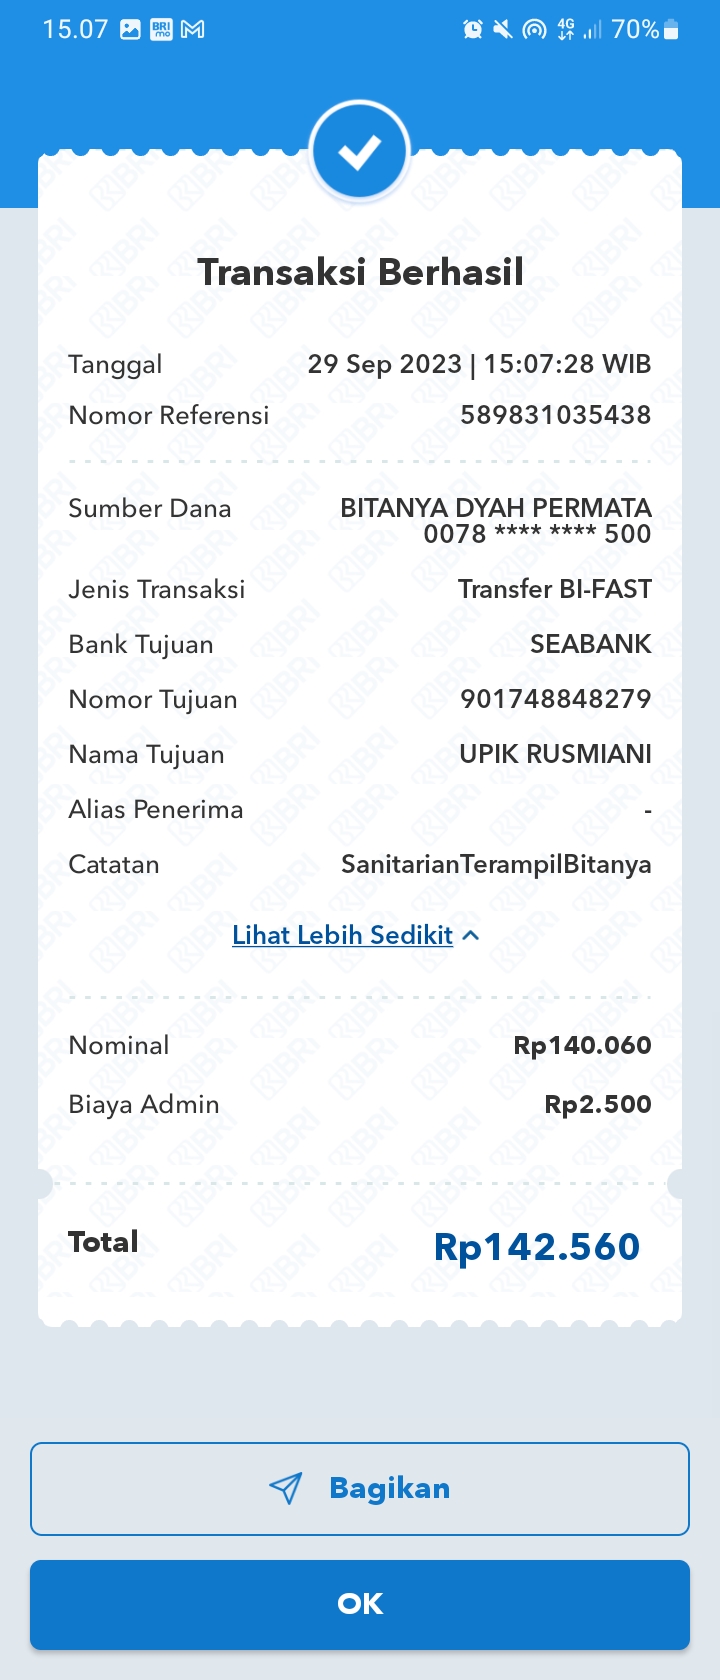 15.07 BRI mo 4G 70%
Transaksi Berhasil
Tanggal 29 Sep 2023 | 15:07:28 WIB
Nomor Referensi 589831035438
Sumber Dana BITANYA DYAH PERMATA
0078 **** **** 500
Jenis Transaksi Transfer BI-FAST
Bank Tujuan SEABANK
Nomor Tujuan 901748848279
Nama Tujuan UPIK RUSMIANI
Alias Penerima -
Catatan SanitarianTerampilBitanya
Lihat Lebih Sedikit
Nominal Rp140.060
Biaya Admin Rp2.500
Total Rp142.560
Bagikan
OK